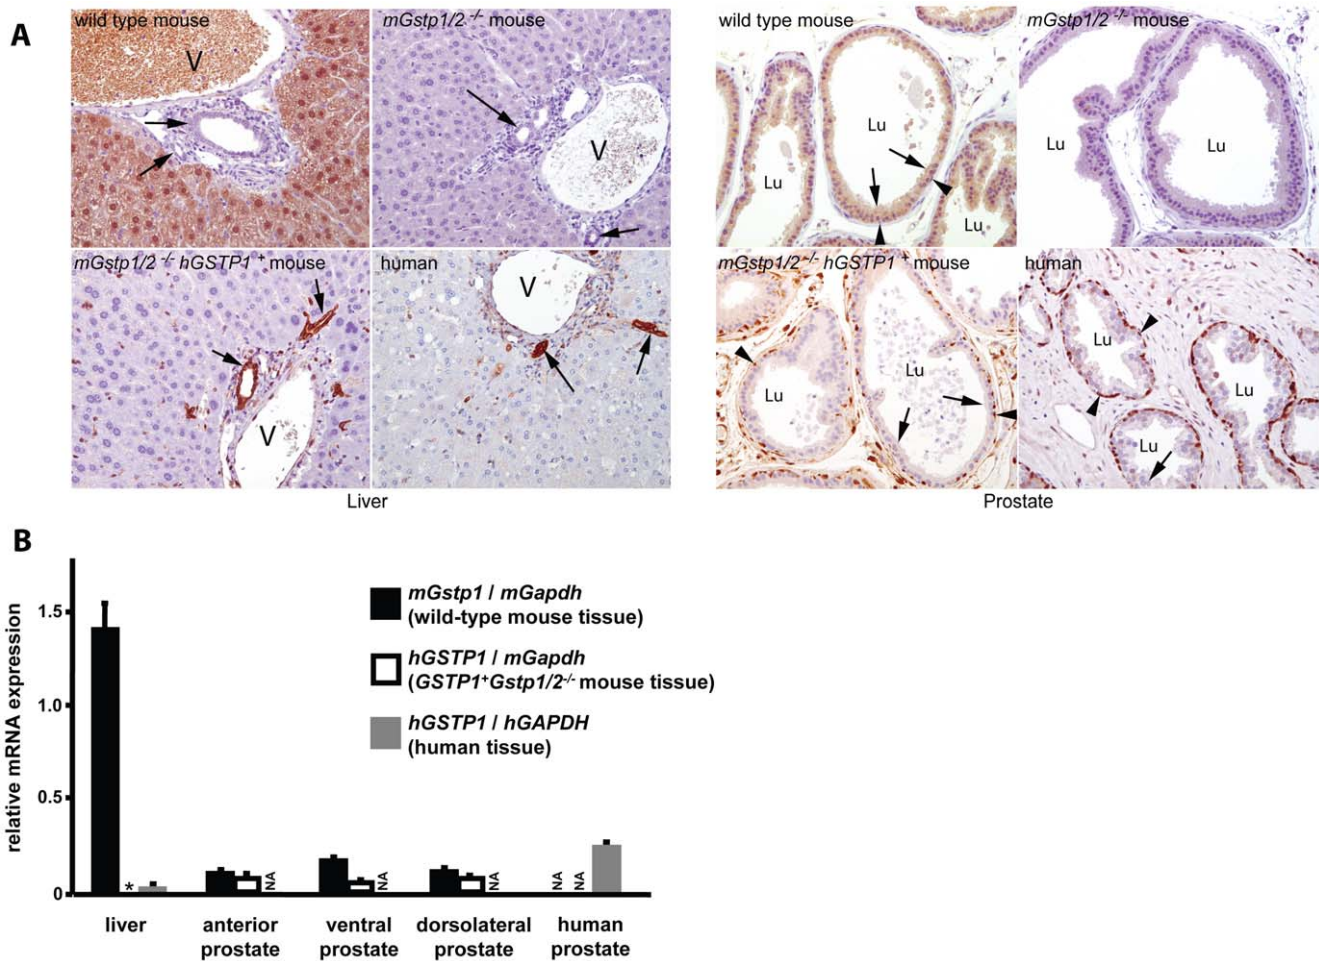 A
wild type mouse
mGstp1/2 -/- mouse
V
V
mGstp1/2 -/- hGSTP1 + mouse
human
V
V
Liver
wild type mouse
mGstp1/2 -/- mouse
Lu
Lu
Lu
Lu
Lu
mGstp1/2 -/- hGSTP1 + mouse
human
Lu
Lu
Lu
Lu
Lu
Prostate
B
relative mRNA expression
1.5
1.0
0.5
0
mGstp1 / mGapdh
(wild-type mouse tissue)
hGSTP1 / mGapdh
(GSTP1+Gstp1/2-/- mouse tissue)
hGSTP1 / hGAPDH
(human tissue)
*
NA
NA
NA
NA
NA
liver
anterior
prostate
ventral
prostate
dorsolateral
prostate
human
prostate